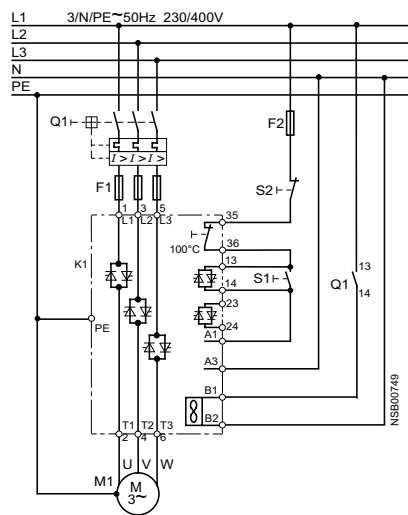 L1 3/N/PE~50Hz 230/400V
L2
L3
N
PE
Q1
F2
I > I > I >
F1
S2
1 3 5
L1 L2 L3
35
100°C
36
K1
13
14
S1
13
Q1
14
23
24
PE
A1
A3
B1
B2
T1 T2 T3
2 4 6
U V W
M1
M
3~
NSB00749